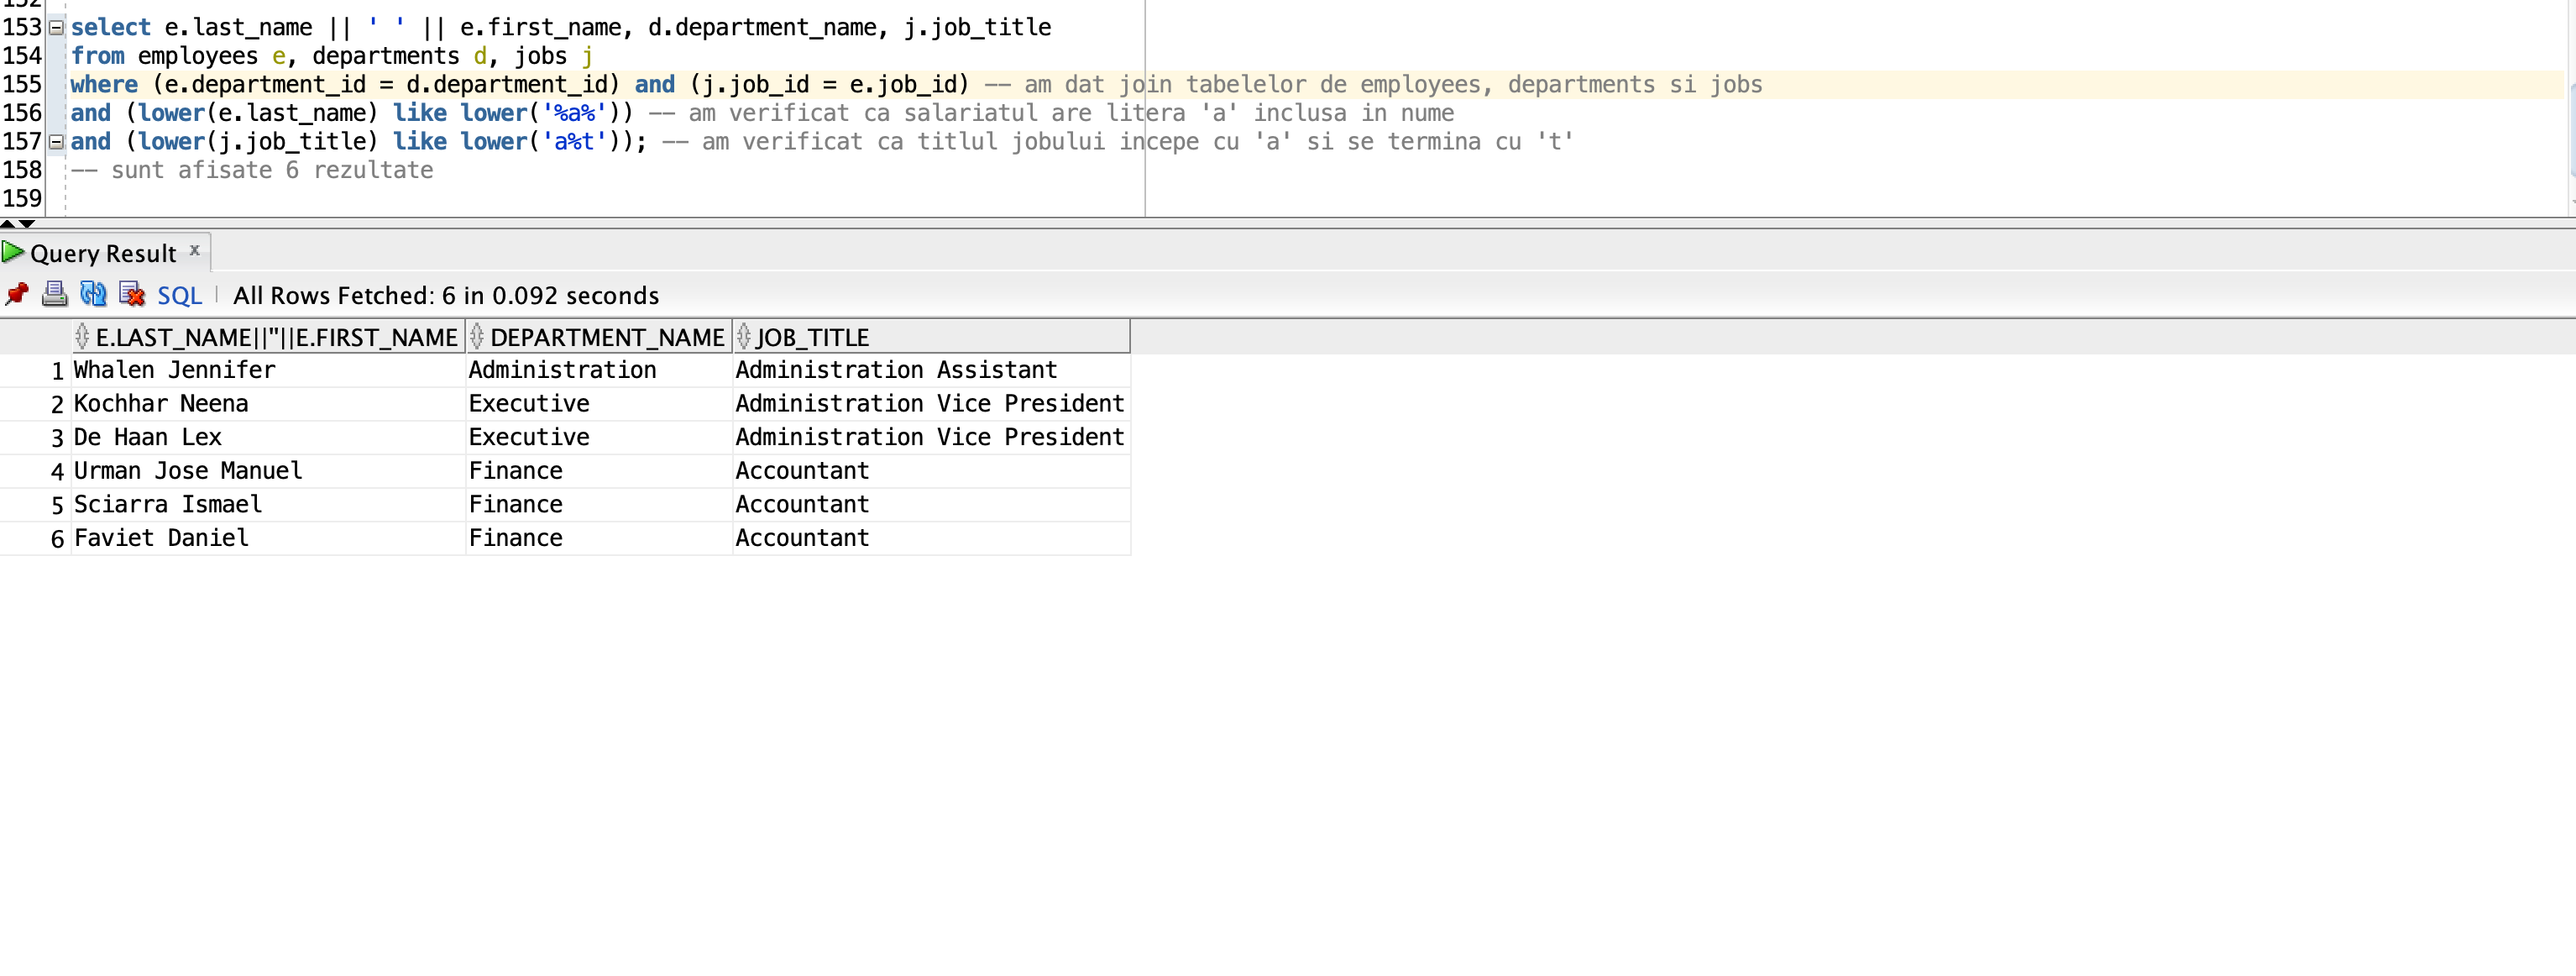 152
153 select e.last_name || ' ' || e.first_name, d.department_name, j.job_title
154 from employees e, departments d, jobs j
155 where (e.department_id = d.department_id) and (j.job_id = e.job_id) -- am dat join tabelelor de employees, departments si jobs
156 and (lower(e.last_name) like lower('%a%')) -- am verificat ca salariatul are litera 'a' inclusa in nume
157 and (lower(j.job_title) like lower('a%t')); -- am verificat ca titlul jobului incepe cu 'a' si se termina cu 't'
158 -- sunt afisate 6 rezultate
159
Query Result x
SQL | All Rows Fetched: 6 in 0.092 seconds
E.LAST_NAME||''||E.FIRST_NAME DEPARTMENT_NAME JOB_TITLE
1 Whalen Jennifer Administration Administration Assistant
2 Kochhar Neena Executive Administration Vice President
3 De Haan Lex Executive Administration Vice President
4 Urman Jose Manuel Finance Accountant
5 Sciarra Ismael Finance Accountant
6 Faviet Daniel Finance Accountant